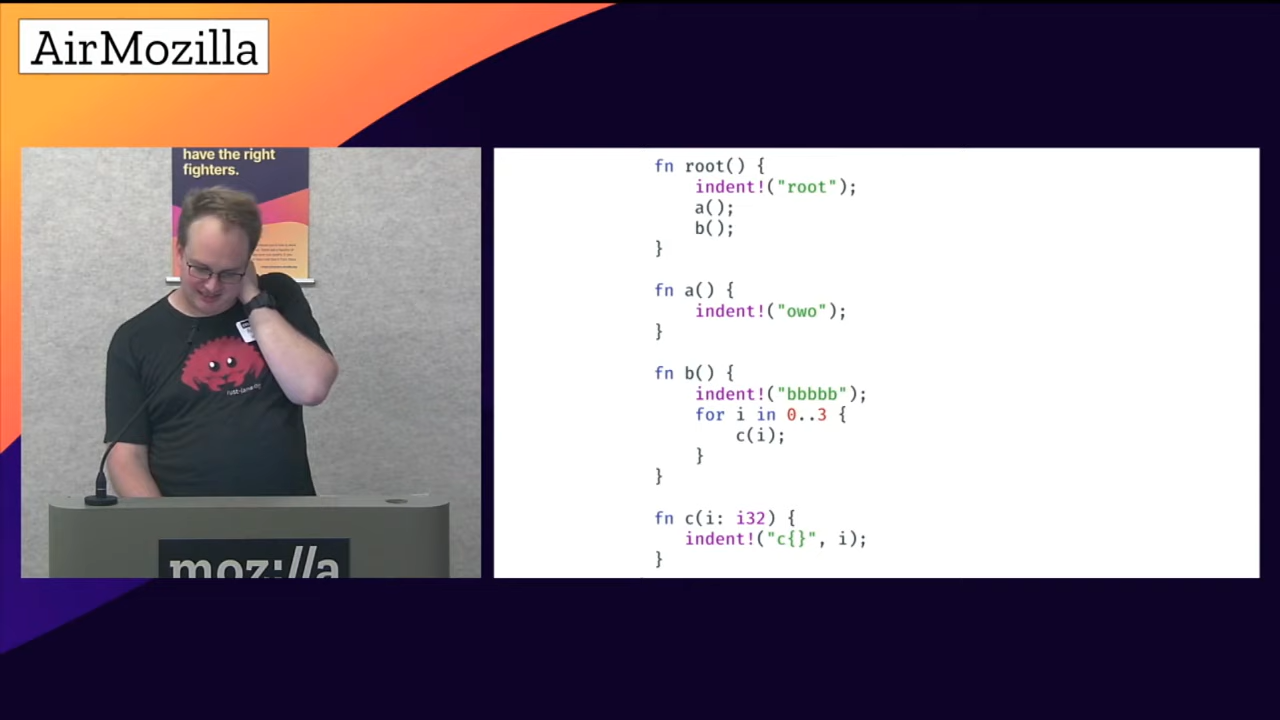 AirMozilla
have the right
fighters.
moz://a
fn root() {
    indent!("root");
    a();
    b();
}
fn a() {
    indent!("owo");
}
fn b() {
    indent!("bbbbb");
    for i in 0..3 {
        c(i);
    }
}
fn c(i: i32) {
   indent!("c{}", i);
}